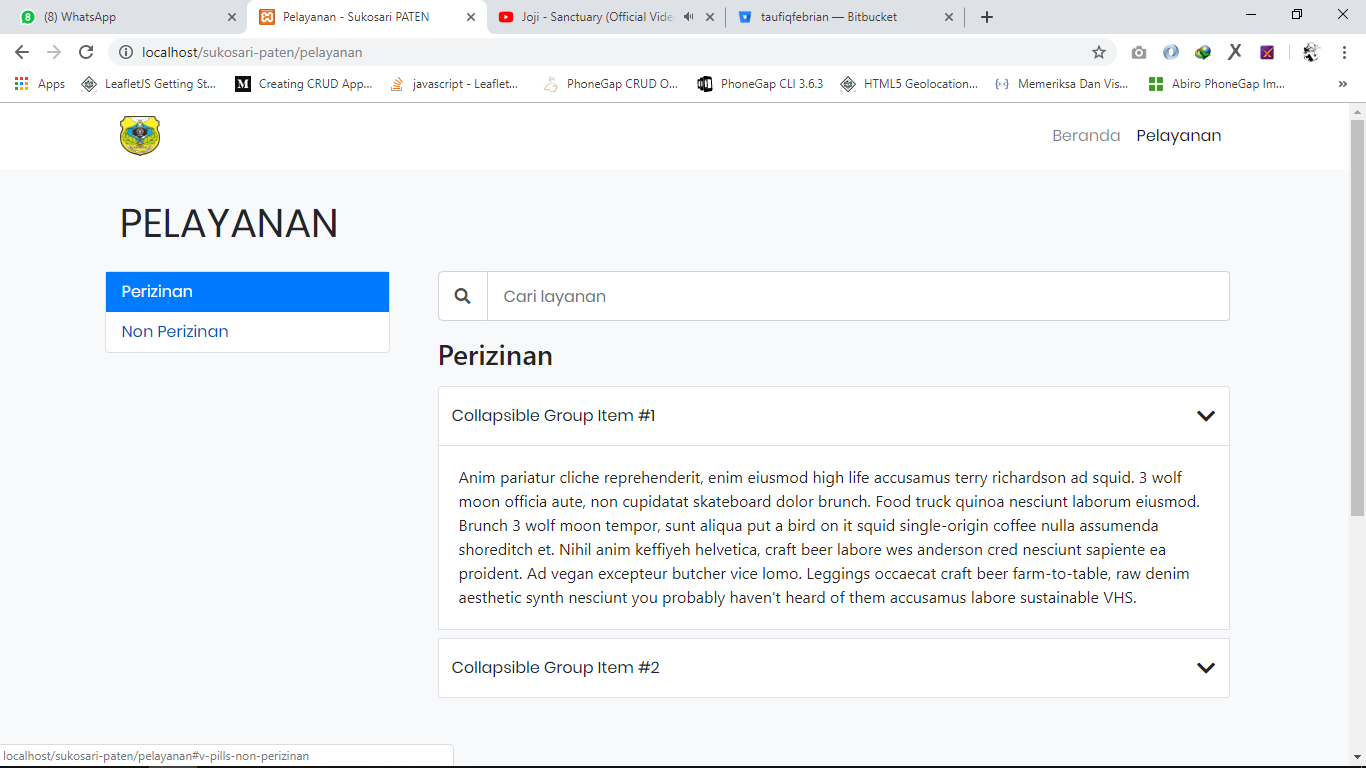 (8) WhatsApp
Pelayanan - Sukosari PATEN
Joji - Sanctuary (Official Vide
taufiqfebrian — Bitbucket
localhost/sukosari-paten/pelayanan
Apps
LeafletJS Getting St...
Creating CRUD App...
javascript - Leaflet...
PhoneGap CRUD O...
PhoneGap CLI 3.6.3
HTML5 Geolocation...
Memeriksa Dan Vis...
Abiro PhoneGap Im...
Beranda
Pelayanan
PELAYANAN
Perizinan
Non Perizinan
Cari layanan
Perizinan
Collapsible Group Item #1
Anim pariatur cliche reprehenderit, enim eiusmod high life accusamus terry richardson ad squid. 3 wolf
moon officia aute, non cupidatat skateboard dolor brunch. Food truck quinoa nesciunt laborum eiusmod.
Brunch 3 wolf moon tempor, sunt aliqua put a bird on it squid single-origin coffee nulla assumenda
shoreditch et. Nihil anim keffiyeh helvetica, craft beer labore wes anderson cred nesciunt sapiente ea
proident. Ad vegan excepteur butcher vice lomo. Leggings occaecat craft beer farm-to-table, raw denim
aesthetic synth nesciunt you probably haven't heard of them accusamus labore sustainable VHS.
Collapsible Group Item #2
localhost/sukosari-paten/pelayanan#v-pills-non-perizinan